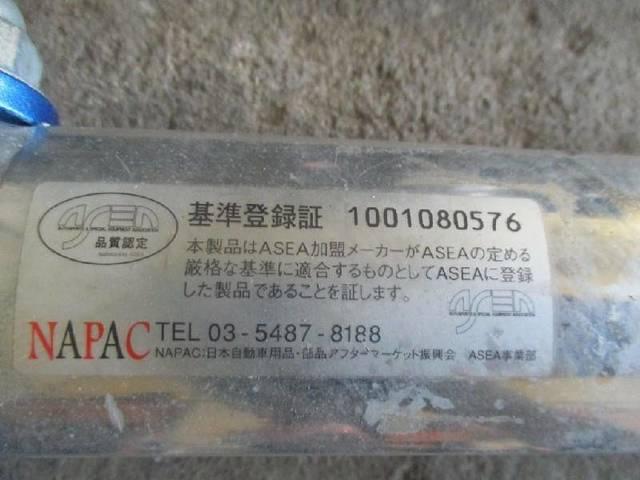 ASEA
品質認定
基準登録証 1001080576
本製品はASEA加盟メーカーがASEAの定める
厳格な基準に適合するものとしてASEAに登録
した製品であることを証します。
ASEA
NAPAC TEL 03-5487-8188
NAPAC:日本自動車用品・部品アフターマーケット振興会 ASEA事業部